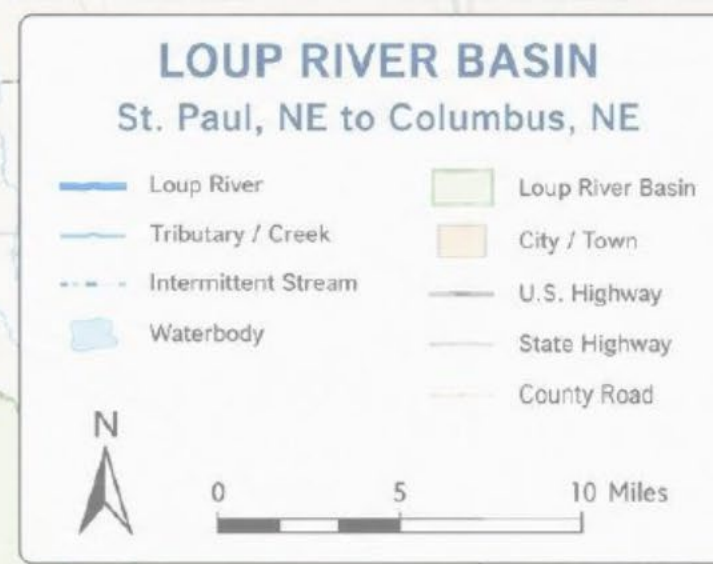 LOUP RIVER BASIN
St. Paul, NE to Columbus, NE
Loup River
Tributary / Creek
Intermittent Stream
Waterbody
Loup River Basin
City / Town
U.S. Highway
State Highway
County Road
N
0 5 10 Miles